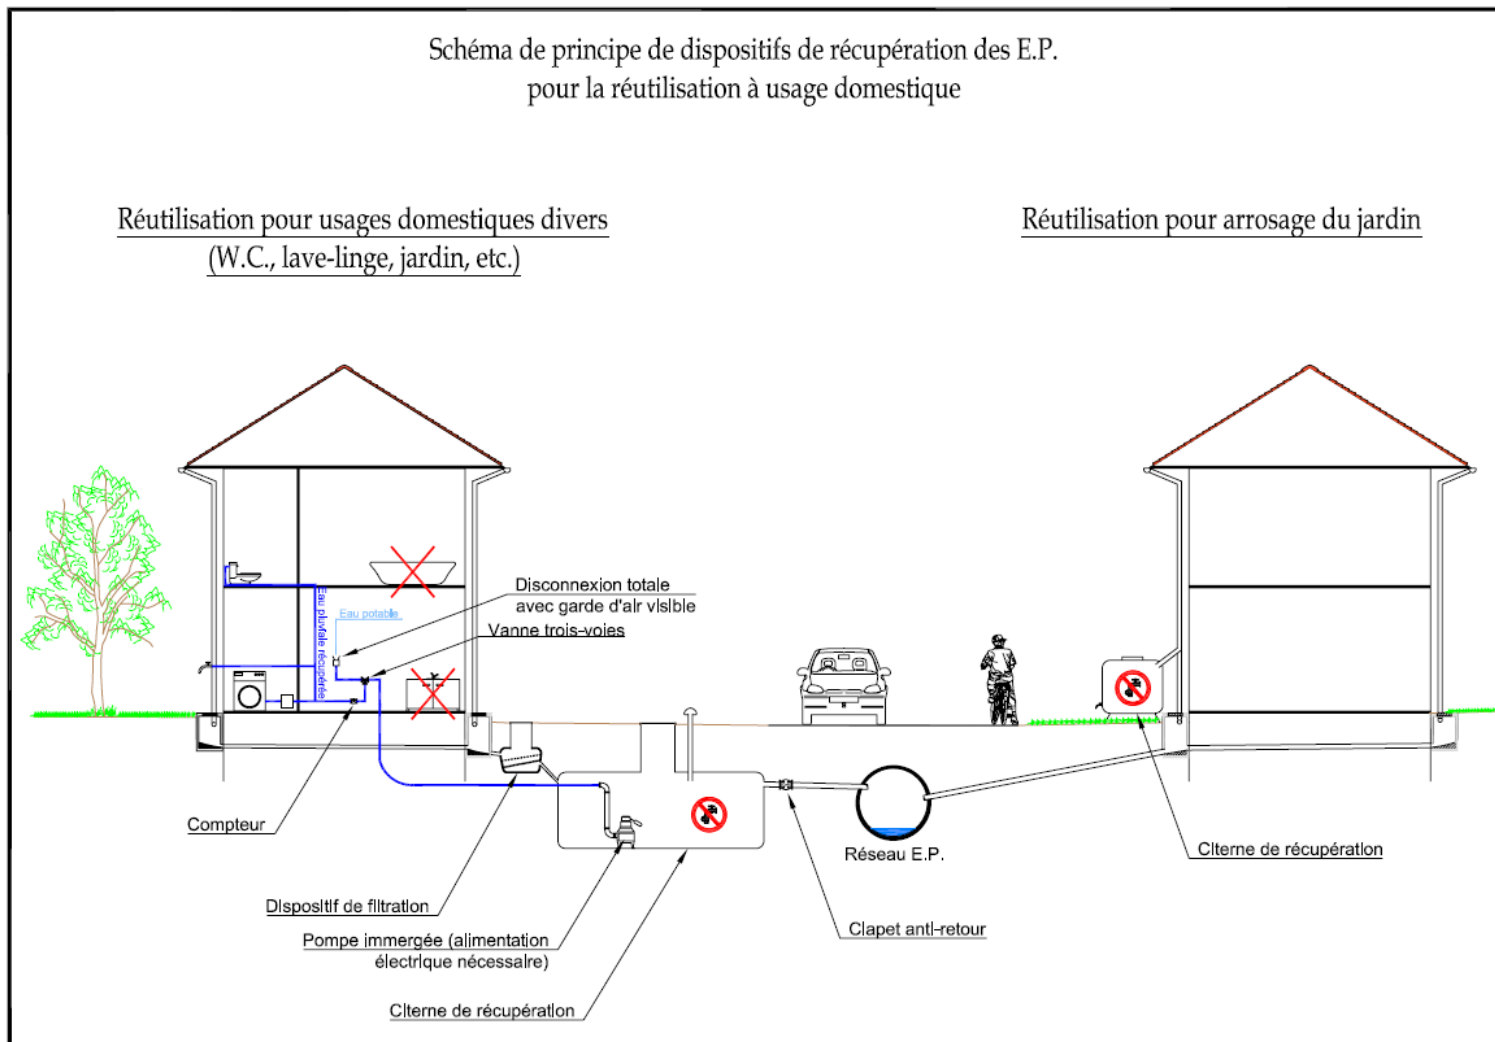 Schéma de principe de dispositifs de récupération des E.P.
pour la réutilisation à usage domestique
Réutilisation pour usages domestiques divers
(W.C., lave-linge, jardin, etc.)
Réutilisation pour arrosage du jardin
Disconnexion totale
avec garde d'air visible
Eau potable
Vanne trois-voies
Eau pluviale récupérée
Compteur
Réseau E.P.
Citerne de récupération
Dispositif de filtration
Clapet anti-retour
Pompe immergée (alimentation
électrique nécessaire)
Citerne de récupération